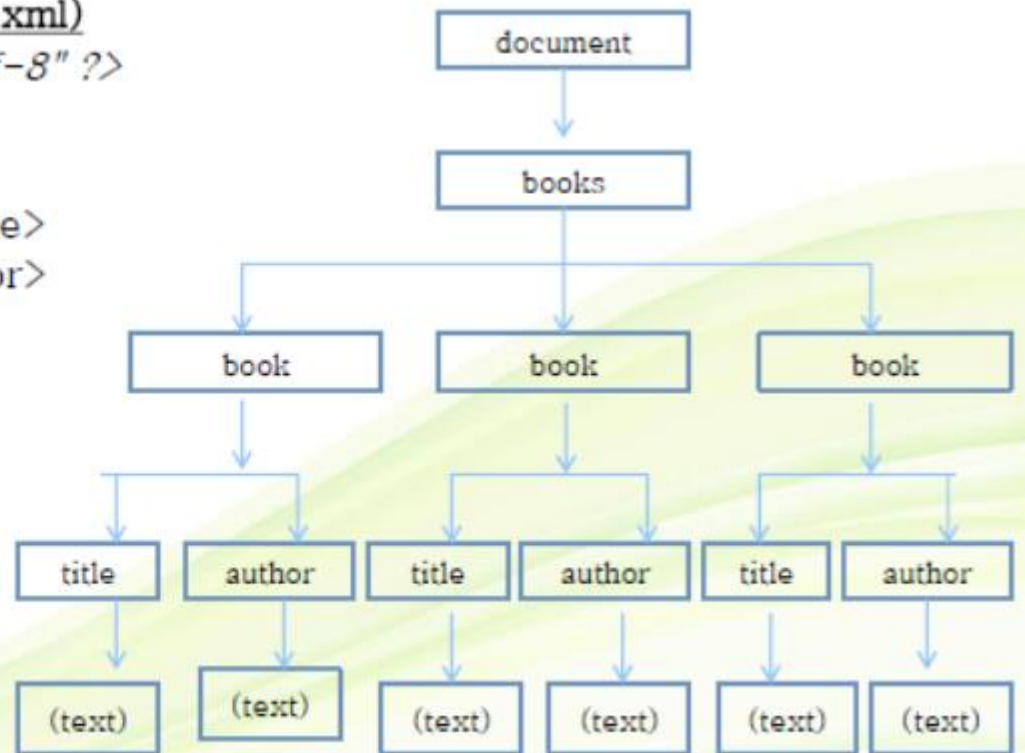 xml)
f-8" ?>
e>
or>
document
books
book book book
title author title author title author
(text) (text) (text) (text) (text) (text)